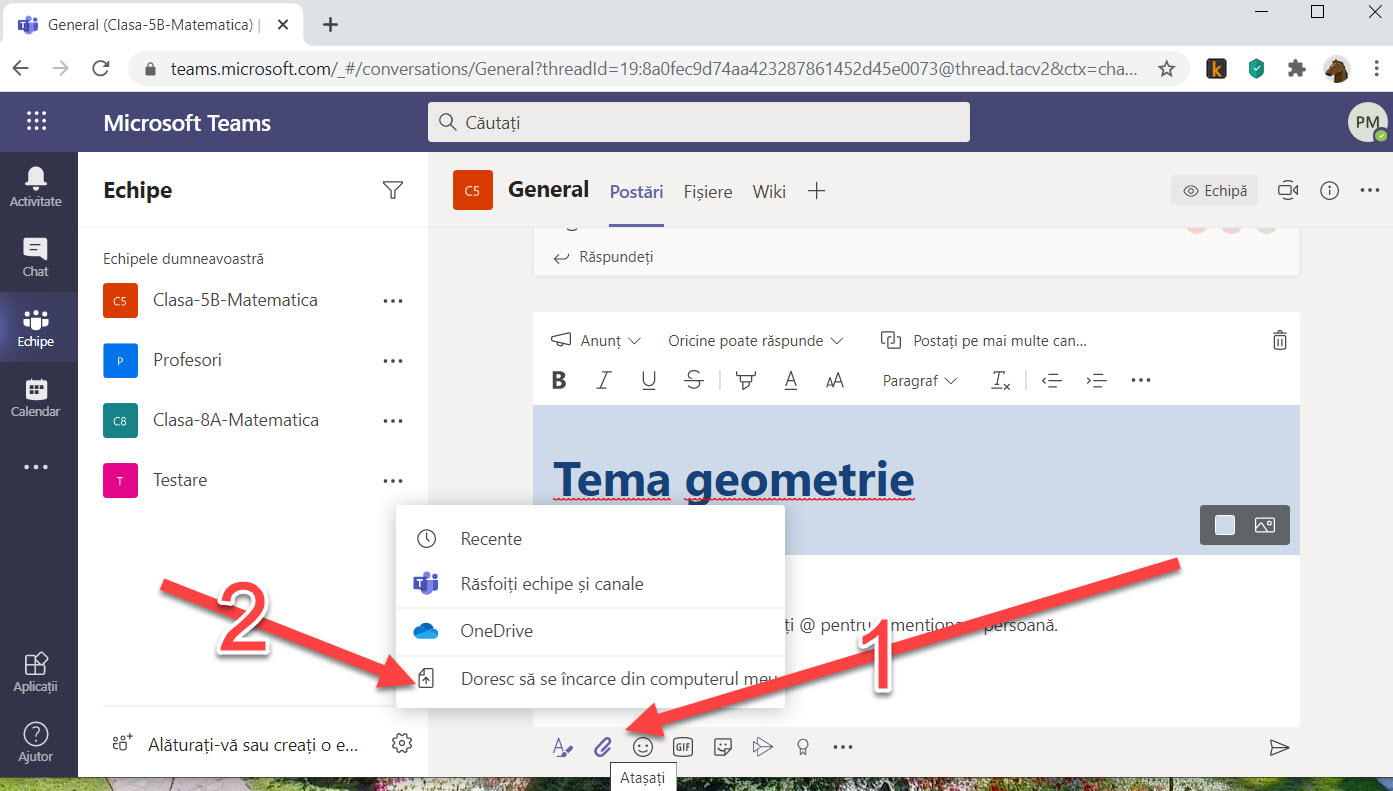 General (Clasa-5B-Matematica) |
teams.microsoft.com/_#/conversations/General?threadId=19:8a0fec9d74aa423287861452d45e0073@thread.tacv2&ctx=cha...
Microsoft Teams
Căutați
PM
Activitate
Chat
Echipe
Calendar
Aplicații
Ajutor
Echipe
Echipele dumneavoastră
C5 Clasa-5B-Matematica
P Profesori
C8 Clasa-8A-Matematica
T Testare
Alăturați-vă sau creați o e...
C5 General Postări Fișiere Wiki
Echipă
Răspundeți
Anunț Oricine poate răspunde Postați pe mai multe can...
B I U S A AA Paragraf
Tema geometrie
ți @ pentru a menționa persoană.
Recente
Răsfoiți echipe și canale
OneDrive
Doresc să se încarce din computerul meu
GIF
Atașați
1
2